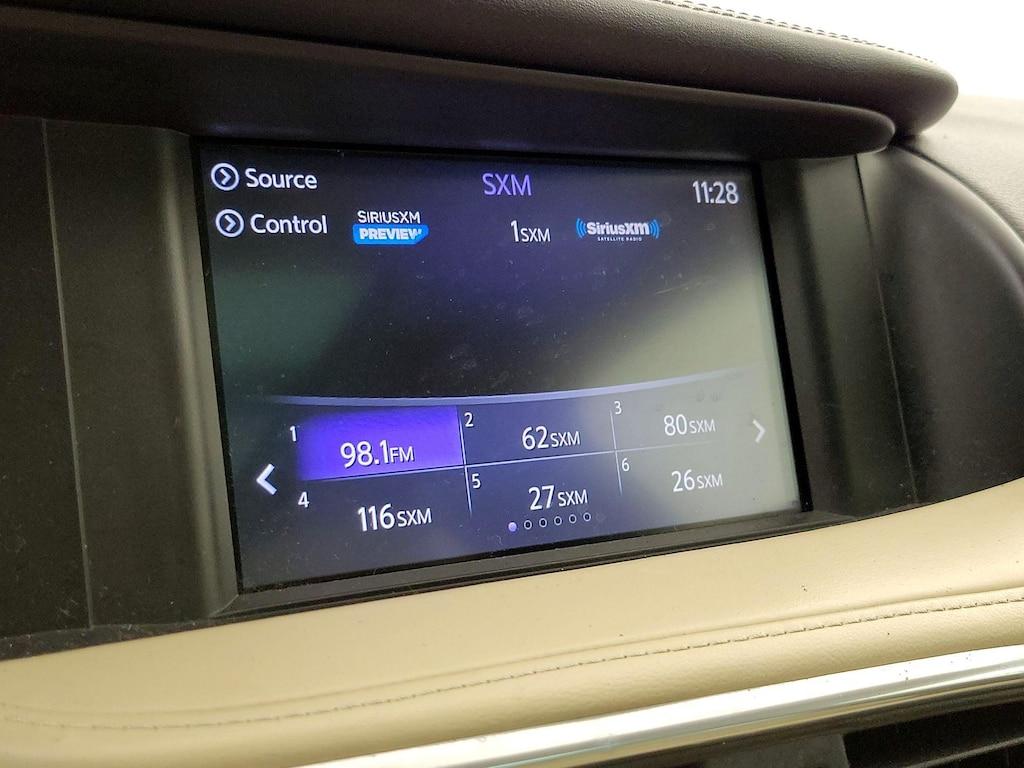 Source
SXM
11:28
Control
SIRIUSXM
PREVIEW
1SXM
SiriusXM
SATELLITE RADIO
1
98.1FM
2
62SXM
3
80SXM
4
116SXM
5
27SXM
6
26SXM